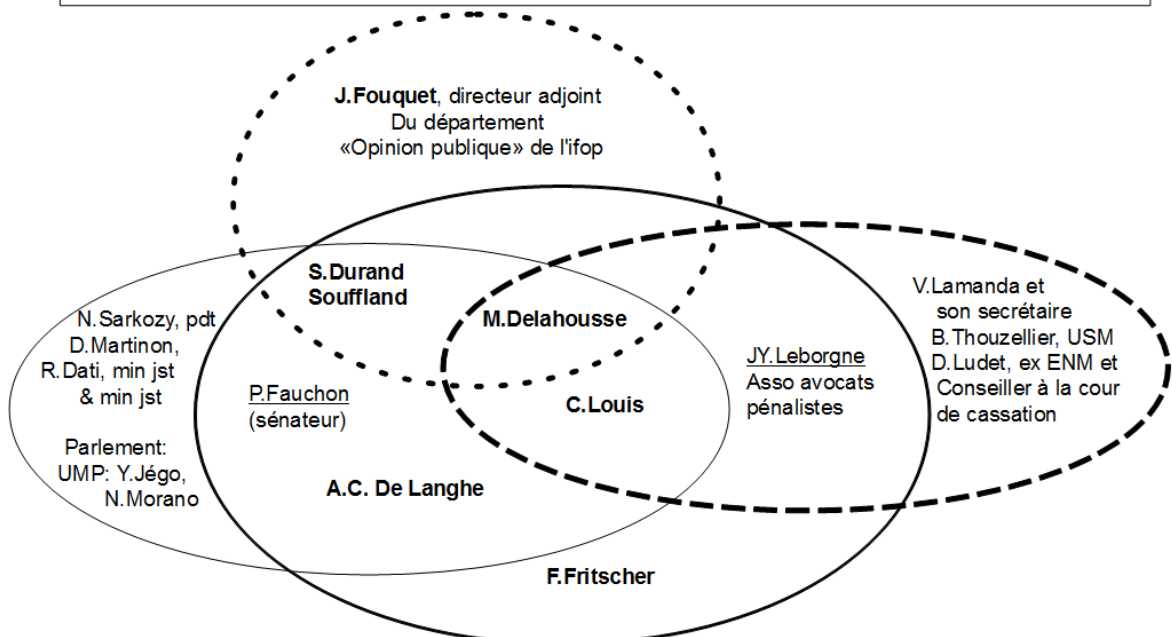 J.Fouquet, directeur adjoint
Du département
«Opinion publique» de l'ifop
S.Durand
Souffland
M.Delahousse
N.Sarkozy, pdt
D.Martinon,
R.Dati, min jst
& min jst
Parlement:
UMP: Y.Jégo,
N.Morano
P.Fauchon
(sénateur)
A.C. De Langhe
C.Louis
JY.Leborgne
Asso avocats
pénalistes
V.Lamanda et
son secrétaire
B.Thouzellier, USM
D.Ludet, ex ENM et
Conseiller à la cour
de cassation
F.Fritscher